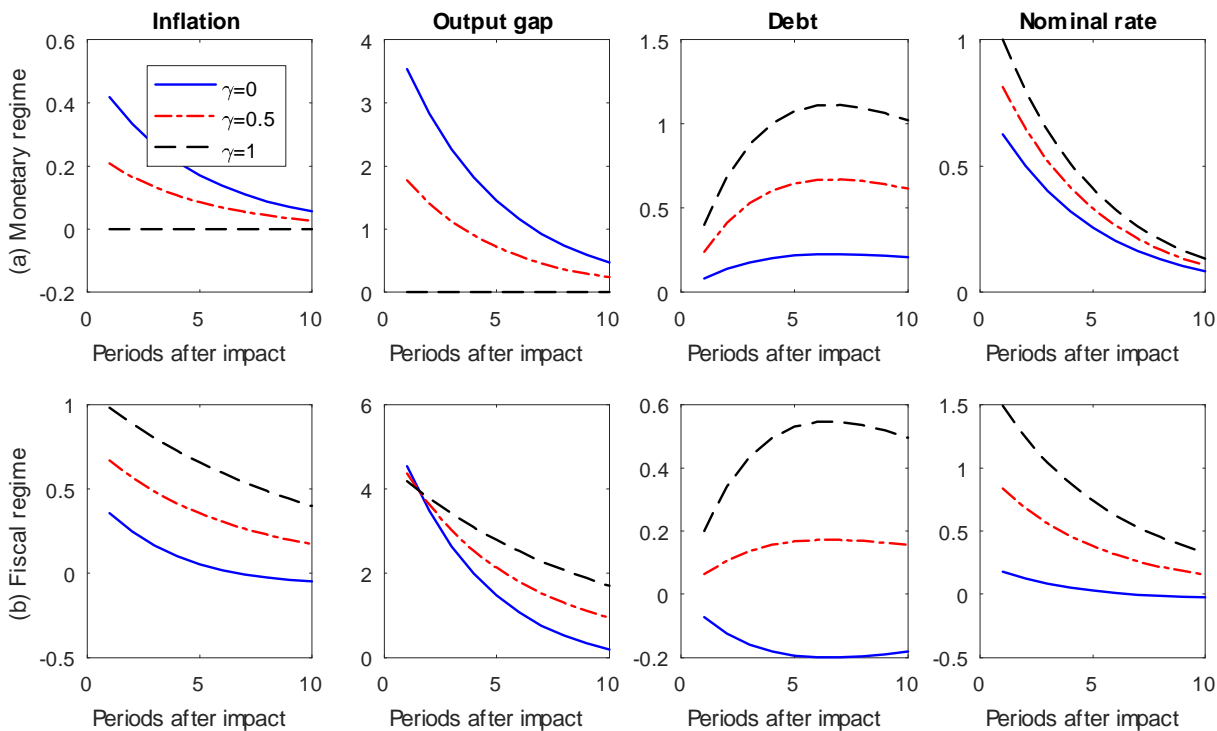 Inflation Output gap Debt Nominal rate
(a) Monetary regime
0.6
0.4
0.2
0
-0.2
γ=0
γ=0.5
γ=1
0 5 10
Periods after impact
4
3
2
1
0
0 5 10
Periods after impact
1.5
1
0.5
0
0 5 10
Periods after impact
1
0.5
0
0 5 10
Periods after impact
(b) Fiscal regime
1
0.5
0
-0.5
0 5 10
Periods after impact
6
4
2
0
0 5 10
Periods after impact
0.6
0.4
0.2
0
-0.2
0 5 10
Periods after impact
1.5
1
0.5
0
-0.5
0 5 10
Periods after impact